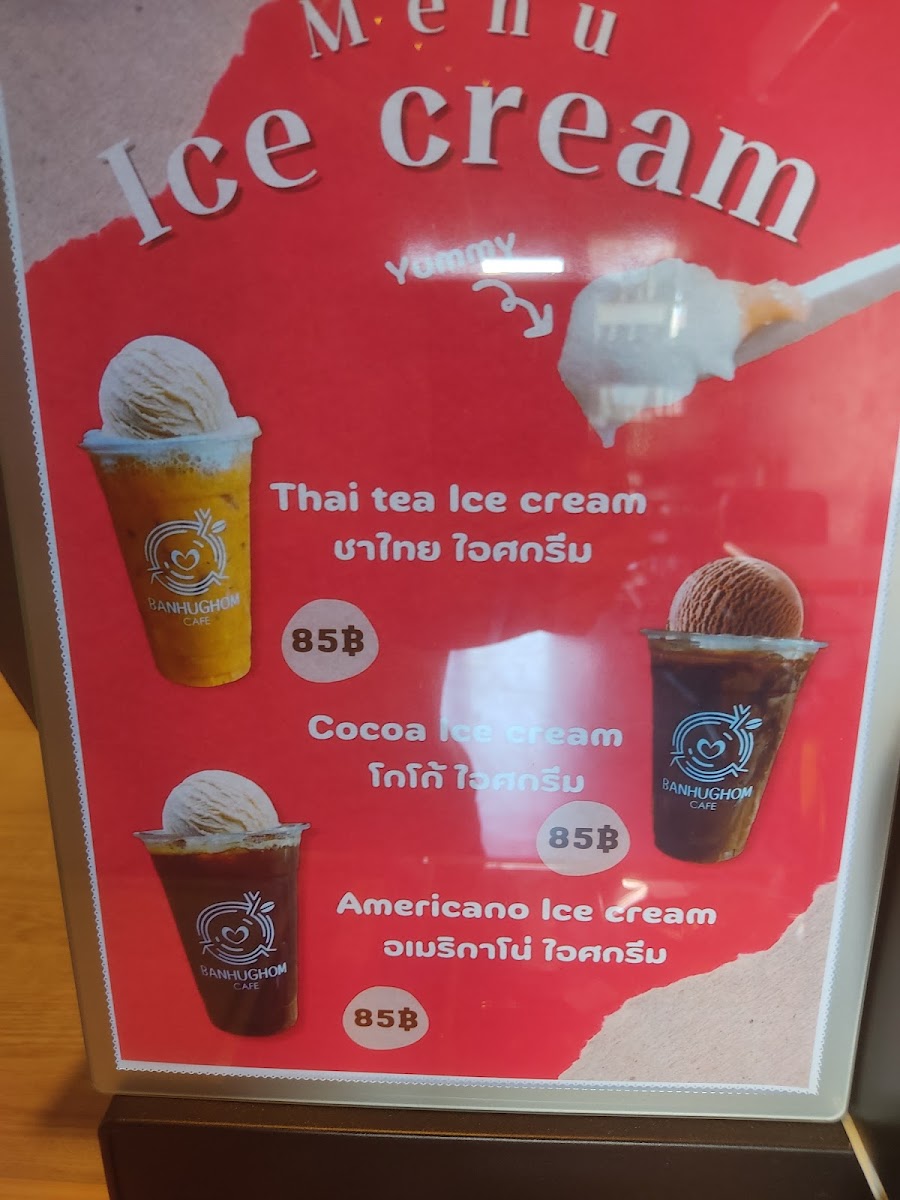 Menu
Ice cream
Yummy
Thai tea Ice cream
ชาไทย ไอศกรีม
85฿
BANHUGHOM
CAFE
Cocoa Ice cream
โกโก้ ไอศกรีม
85฿
BANHUGHOM
CAFE
Americano Ice cream
อเมริกาโน่ ไอศกรีม
85฿
BANHUGHOM
CAFE